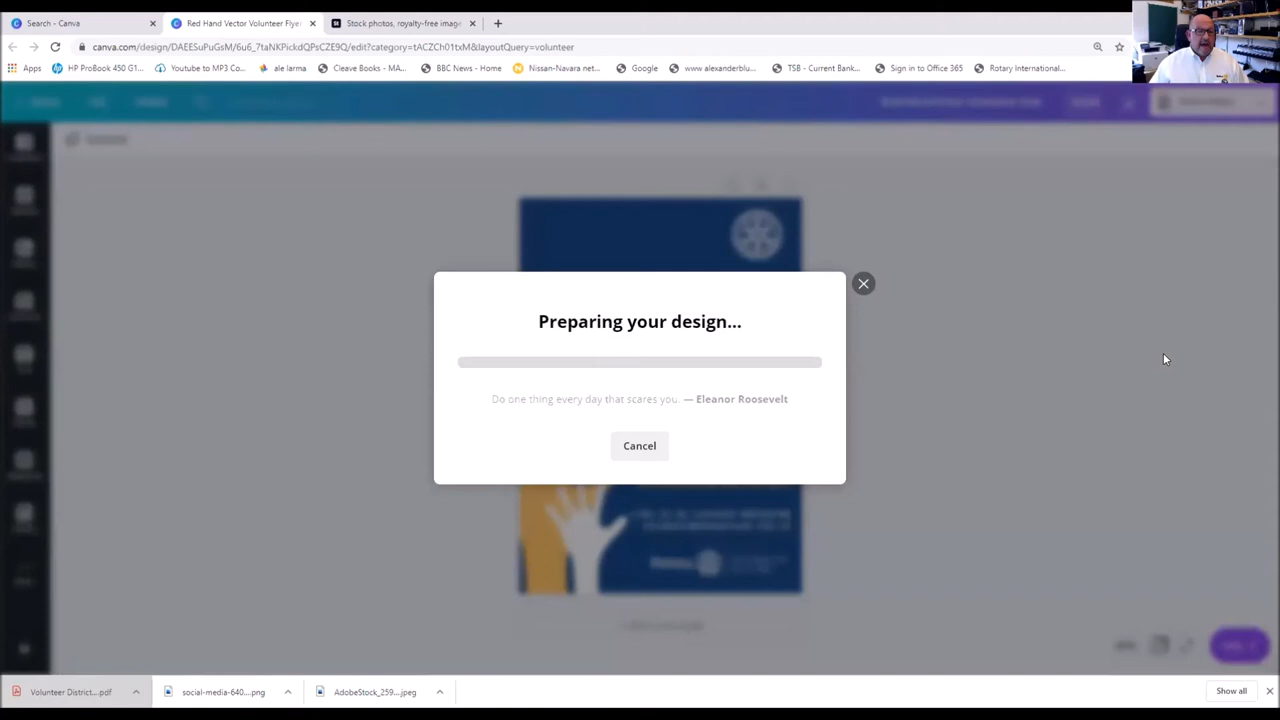 Search - Canva
Red Hand Vector Volunteer Flye
Stock photos, royalty-free image
canva.com/design/DAEESuPuGsM/6u6_7taNKPickdQPsCZE9Q/edit?category=tACZCh01txM&layoutQuery=volunteer
Apps HP ProBook 450 G1... Youtube to MP3 Co... ale larma Cleave Books - MA... BBC News - Home Nissan-Navara net... Google www.alexanderblu... TSB - Current Bank... Sign in to Office 365 Rotary International...
Preparing your design...
Do one thing every day that scares you. — Eleanor Roosevelt
Cancel
Volunteer District....pdf
social-media-640....png
AdobeStock_259....jpeg
Show all